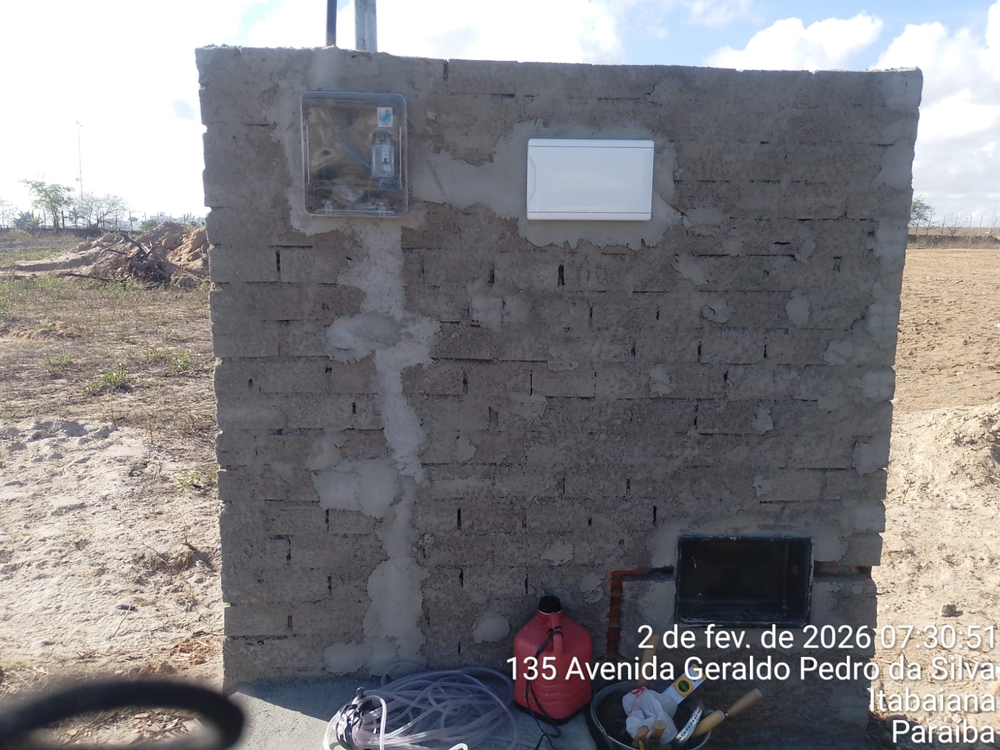 2 de fev. de 2026 07:30:51
135 Avenida Geraldo Pedro da Silva
Itabaiana
Paraíba